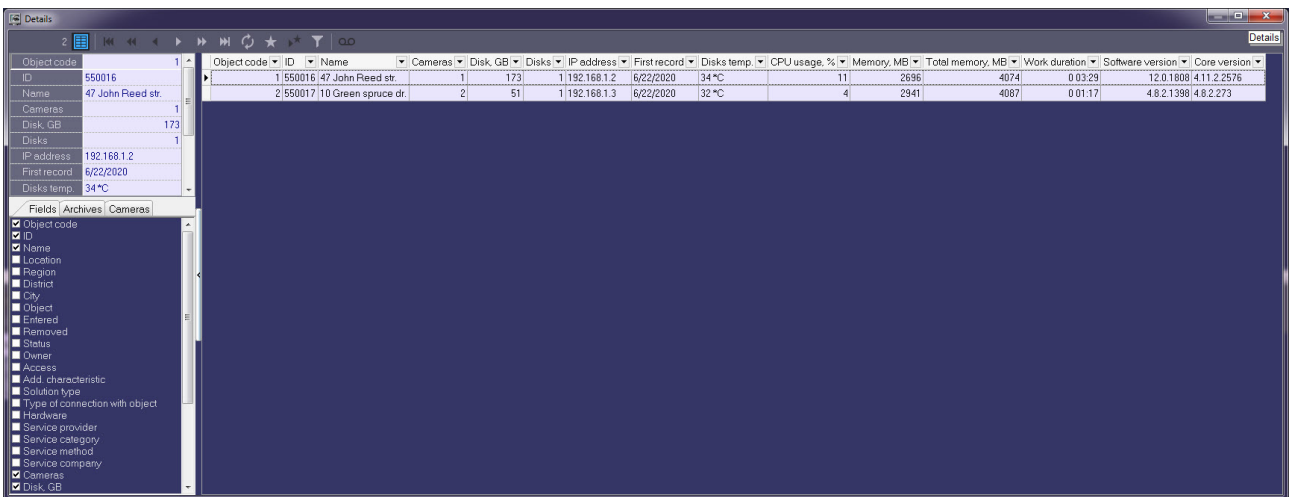 Details
2
Details
Object code 1
ID 550016
Name 47 John Reed str.
Cameras 1
Disk, GB 173
Disks 1
IP address 192.168.1.2
First record 6/22/2020
Disks temp. 34 °C
Object code ID Name Cameras Disk, GB Disks IP address First record Disks temp. CPU usage, % Memory, MB Total memory, MB Work duration Software version Core version
1 550016 47 John Reed str. 1 173 1 192.168.1.2 6/22/2020 34 °C 11 2696 4074 0 03:29 12.0.1808 4.11.2.2576
2 550017 10 Green spruce dr. 2 51 1 192.168.1.3 6/22/2020 32 °C 4 2941 4087 0 01:17 4.8.2.1398 4.8.2.273
Fields Archives Cameras
Object code
ID
Name
Location
Region
District
City
Object
Entered
Removed
Status
Owner
Access
Add. characteristic
Solution type
Type of connection with object
Hardware
Service provider
Service category
Service method
Service company
Cameras
Disk, GB